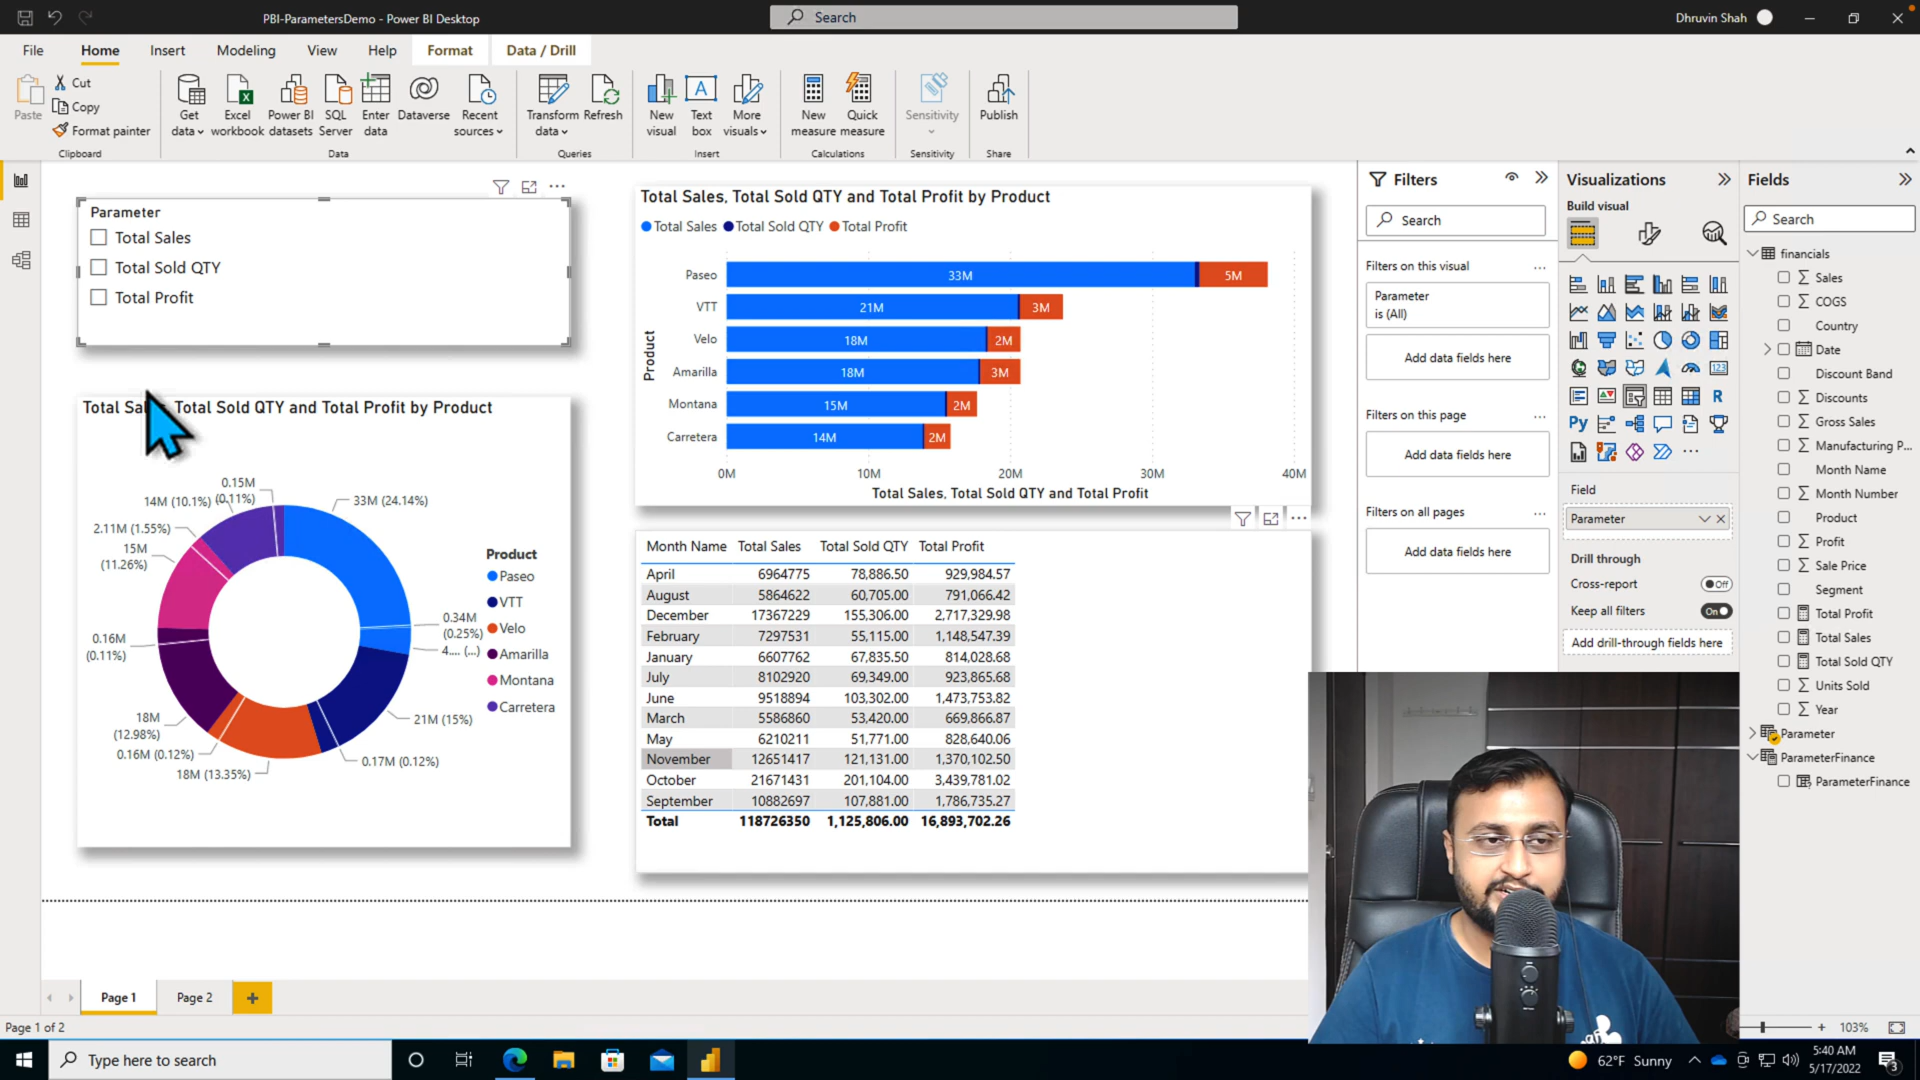 PBI-ParametersDemo - Power BI Desktop
Search
Dhruvin Shah
File Home Insert Modeling View Help Format Data / Drill
Paste
Cut
Copy
Format painter
Clipboard
Get data
Excel workbook
Power BI datasets
SQL Server
Enter data
Dataverse
Recent sources
Data
Transform data
Refresh
Queries
New visual
Text box
More visuals
Insert
New measure
Quick measure
Calculations
Sensitivity
Sensitivity
Publish
Share
Parameter
Total Sales
Total Sold QTY
Total Profit
Total Sales, Total Sold QTY and Total Profit by Product
Total Sales Total Sold QTY Total Profit
Product
Paseo 33M 5M
VTT 21M 3M
Velo 18M 2M
Amarilla 18M 3M
Montana 15M 2M
Carretera 14M 2M
0M 10M 20M 30M 40M
Total Sales, Total Sold QTY and Total Profit
Total Sa Total Sold QTY and Total Profit by Product
0.15M (0.11%)
14M (10.1%)
33M (24.14%)
2.11M (1.55%)
15M (11.26%)
0.34M (0.25%)
4.... (...)
0.16M (0.11%)
18M (12.98%)
21M (15%)
0.16M (0.12%)
0.17M (0.12%)
18M (13.35%)
Product
Paseo
VTT
Velo
Amarilla
Montana
Carretera
Month Name Total Sales Total Sold QTY Total Profit
April 6964775 78,886.50 929,984.57
August 5864622 60,705.00 791,066.42
December 17367229 155,306.00 2,717,329.98
February 7297531 55,115.00 1,148,547.39
January 6607762 67,835.50 814,028.68
July 8102920 69,349.00 923,865.68
June 9518894 103,302.00 1,473,753.82
March 5586860 53,420.00 669,866.87
May 6210211 51,771.00 828,640.06
November 12651417 121,131.00 1,370,102.50
October 21671431 201,104.00 3,439,781.02
September 10882697 107,881.00 1,786,735.27
Total 118726350 1,125,806.00 16,893,702.26
Filters
Search
Filters on this visual
Parameter
is (All)
Add data fields here
Filters on this page
Add data fields here
Filters on all pages
Add data fields here
Visualizations
Build visual
123
R
Py
Field
Parameter
Drill through
Cross-report Off
Keep all filters On
Add drill-through fields here
Fields
Search
financials
Sales
COGS
Country
Date
Discount Band
Discounts
Gross Sales
Manufacturing P...
Month Name
Month Number
Product
Profit
Sale Price
Segment
Total Profit
Total Sales
Total Sold QTY
Units Sold
Year
Parameter
ParameterFinance
ParameterFinance
Page 1 Page 2 +
Page 1 of 2
+ 103%
Type here to search
62°F Sunny
5:40 AM
5/17/2022
3